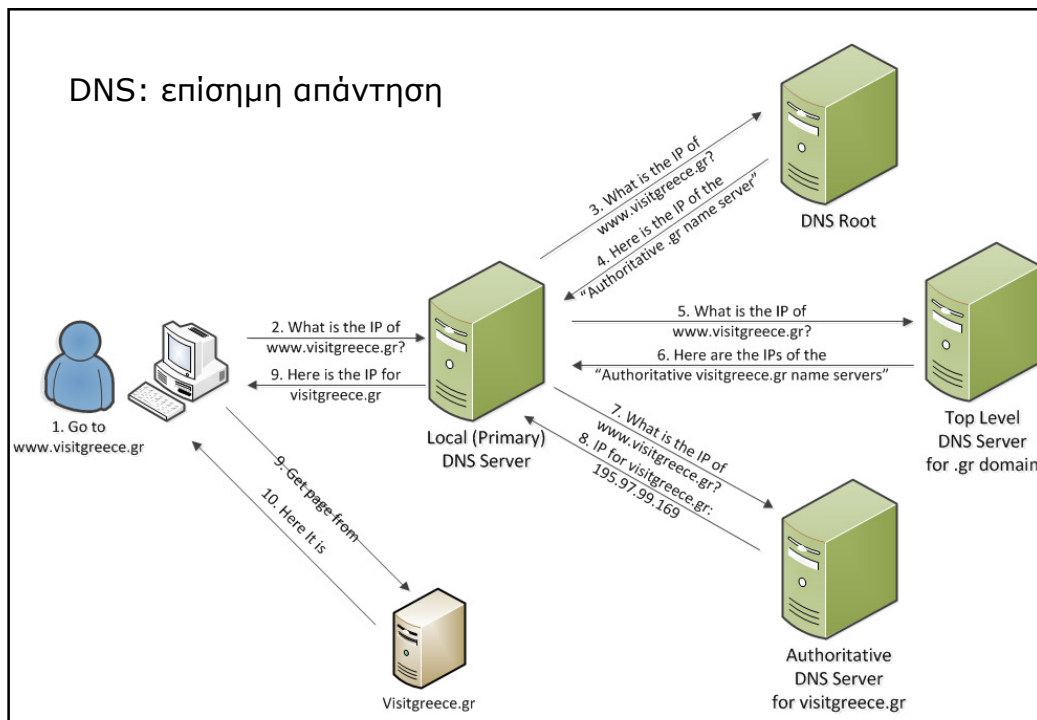 DNS: επίσημη απάντηση
3. What is the IP of
www.visitgreece.gr?
4. Here is the IP of the
“Authoritative .gr name server”
DNS Root
5. What is the IP of
www.visitgreece.gr?
6. Here are the IPs of the
“Authoritative visitgreece.gr name servers”
2. What is the IP of
www.visitgreece.gr?
9. Here is the IP for
visitgreece.gr
1. Go to
www.visitgreece.gr
Local (Primary)
DNS Server
Top Level
DNS Server
for .gr domain
7. What is the IP of
www.visitgreece.gr?
8. IP for visitgreece.gr:
195.97.99.169
9. Get page from
10. Here It is
Visitgreece.gr
Authoritative
DNS Server
for visitgreece.gr